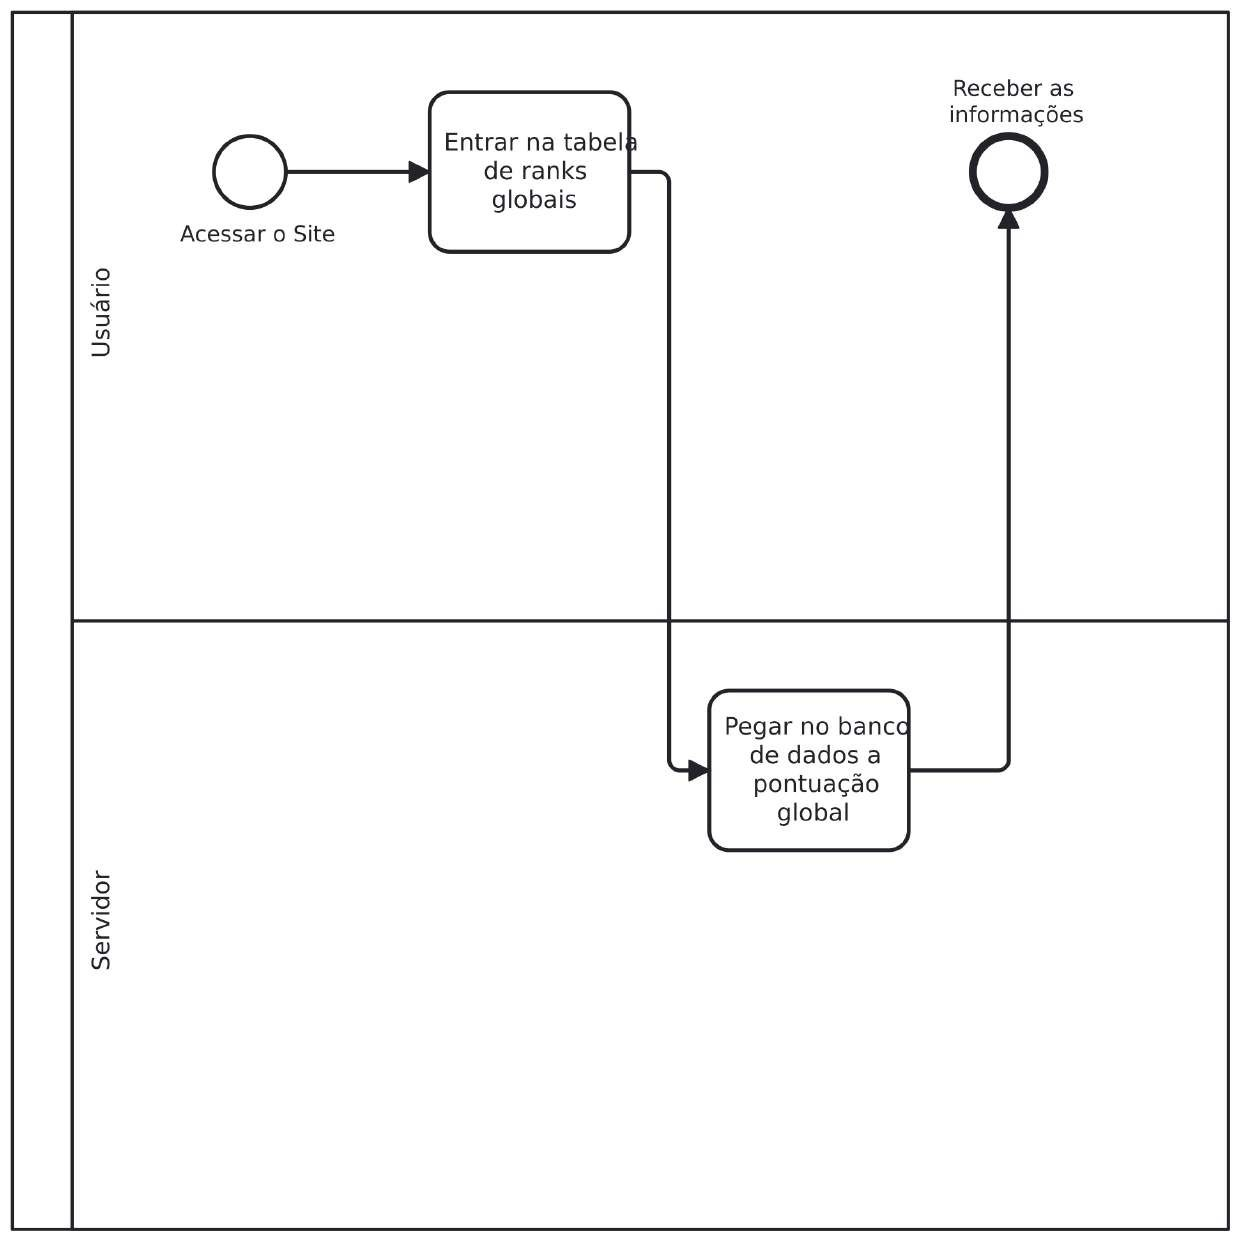 Receber as
informações
Entrar na tabela
de ranks
globais
Acessar o Site
Usuário
Pegar no banco
de dados a
pontuação
global
Servidor